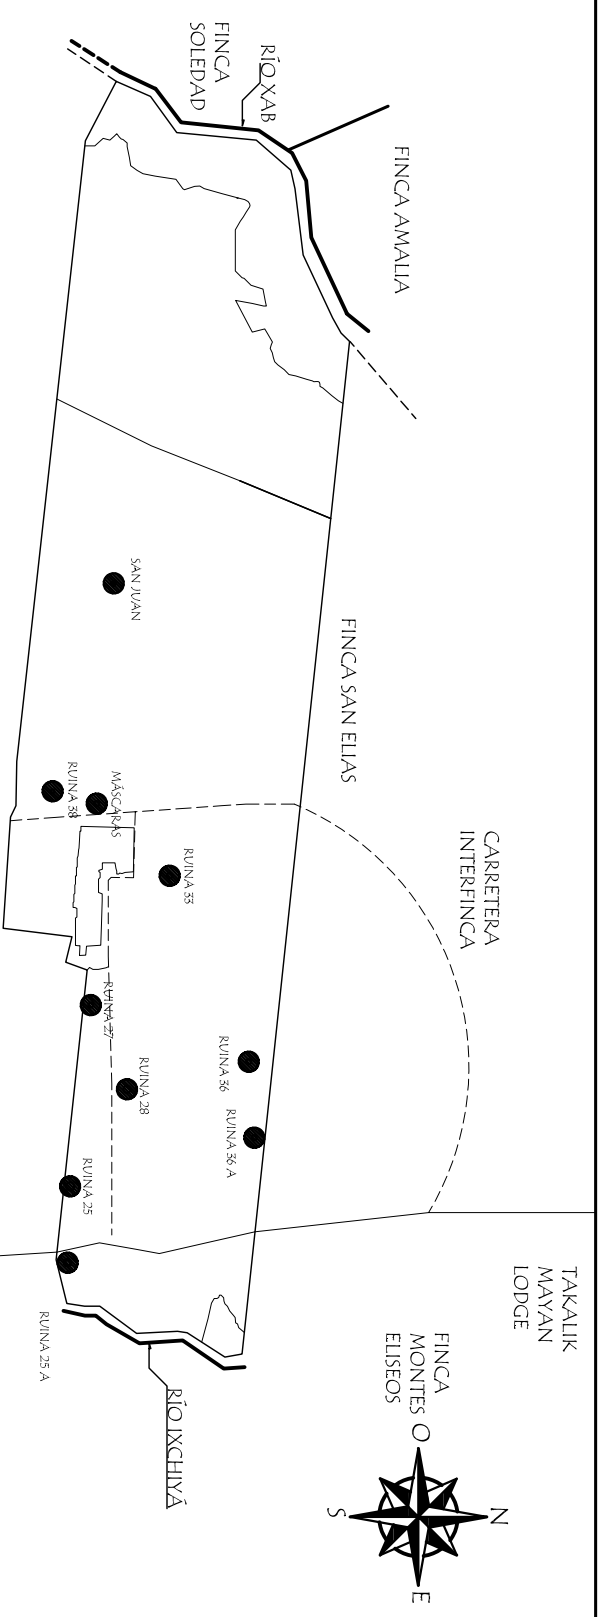 FINCA
SOLEDAD
RÍO XAB
FINCA AMALIA
SAN JUAN
FINCA SAN ELIAS
RUINA 38
MÁSCARAS
RUINA 33
CARRETERA
INTERFINCA
RUINA 27
RUINA 28
RUINA 36
RUINA 36 A
RUINA 25
RUINA 25 A
RÍO IXCHIYÁ
TAKALIK
MAYAN
LODGE
FINCA
MONTES
ELISEOS
N
O
E
S